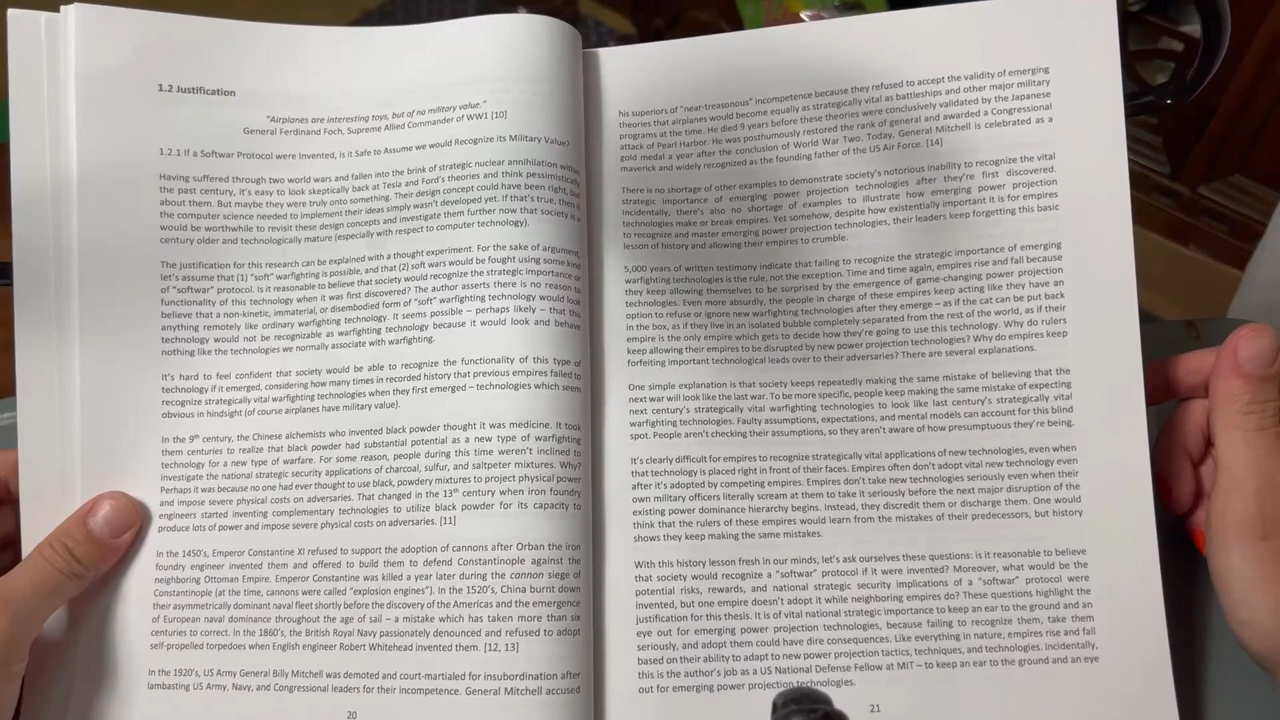 1.2 Justification
"Airplanes are interesting toys, but of no military value."
General Ferdinand Foch, Supreme Allied Commander of WW1 [10]
1.2.1 If a Softwar Protocol were Invented, is it Safe to Assume we would Recognize its Military Value?
Having suffered through two world wars and fallen into the brink of strategic nuclear annihilation within
the past century, it's easy to look skeptically back at Tesla and Ford's theories and think pessimistically
about them. But maybe they were truly onto something. Their design concept could have been right, but
the computer science needed to implement their ideas simply wasn't developed yet. If that's true, then it
would be worthwhile to revisit these design concepts and investigate them further now that society is a
century older and technologically mature (especially with respect to computer technology).
The justification for this research can be explained with a thought experiment. For the sake of argument,
let's assume that (1) "soft" warfighting is possible, and that (2) soft wars would be fought using some kind
of "softwar" protocol. Is it reasonable to believe that society would recognize the strategic importance or
functionality of this technology when it was first discovered? The author asserts there is no reason to
believe that a non-kinetic, immaterial, or disembodied form of "soft" warfighting technology would look
anything remotely like ordinary warfighting technology. It seems possible – perhaps likely – that this
technology would not be recognizable as warfighting technology because it would look and behave
nothing like the technologies we normally associate with warfighting.
It's hard to feel confident that society would be able to recognize the functionality of this type of
technology if it emerged, considering how many times in recorded history that previous empires failed to
recognize strategically vital warfighting technologies when they first emerged – technologies which seem
obvious in hindsight (of course airplanes have military value).
In the 9th century, the Chinese alchemists who invented black powder thought it was medicine. It took
them centuries to realize that black powder had substantial potential as a new type of warfighting
technology for a new type of warfare. For some reason, people during this time weren't inclined to
investigate the national strategic security applications of charcoal, sulfur, and saltpeter mixtures. Why?
Perhaps it was because no one had ever thought to use black, powdery mixtures to project physical power
and impose severe physical costs on adversaries. That changed in the 13th century when iron foundry
engineers started inventing complementary technologies to utilize black powder for its capacity to
produce lots of power and impose severe physical costs on adversaries. [11]
In the 1450's, Emperor Constantine XI refused to support the adoption of cannons after Orban the iron
foundry engineer invented them and offered to build them to defend Constantinople against the
neighboring Ottoman Empire. Emperor Constantine was killed a year later during the cannon siege of
Constantinople (at the time, cannons were called "explosion engines"). In the 1520's, China burnt down
their asymmetrically dominant naval fleet shortly before the discovery of the Americas and the emergence
of European naval dominance throughout the age of sail – a mistake which has taken more than six
centuries to correct. In the 1860's, the British Royal Navy passionately denounced and refused to adopt
self-propelled torpedoes when English engineer Robert Whitehead invented them. [12, 13]
In the 1920's, US Army General Billy Mitchell was demoted and court-martialed for insubordination after
lambasting US Army, Navy, and Congressional leaders for their incompetence. General Mitchell accused
20
his superiors of "near-treasonous" incompetence because they refused to accept the validity of emerging
theories that airplanes would become equally as strategically vital as battleships and other major military
programs at the time. He died 9 years before these theories were conclusively validated by the Japanese
attack of Pearl Harbor. He was posthumously restored the rank of general and awarded a Congressional
gold medal a year after the conclusion of World War Two. Today, General Mitchell is celebrated as a
maverick and widely recognized as the founding father of the US Air Force. [14]
There is no shortage of other examples to demonstrate society's notorious inability to recognize the vital
strategic importance of emerging power projection technologies after they're first discovered.
Incidentally, there's also no shortage of examples to illustrate how emerging power projection
technologies make or break empires. Yet somehow, despite how existentially important it is for empires
to recognize and master emerging power projection technologies, their leaders keep forgetting this basic
lesson of history and allowing their empires to crumble.
5,000 years of written testimony indicate that failing to recognize the strategic importance of emerging
warfighting technologies is the rule, not the exception. Time and time again, empires rise and fall because
they keep allowing themselves to be surprised by the emergence of game-changing power projection
technologies. Even more absurdly, the people in charge of these empires keep acting like they have an
option to refuse or ignore new warfighting technologies after they emerge – as if the cat can be put back
in the box, as if they live in an isolated bubble completely separated from the rest of the world, as if their
empire is the only empire which gets to decide how they're going to use this technology. Why do rulers
keep allowing their empires to be disrupted by new power projection technologies? Why do empires keep
forfeiting important technological leads over to their adversaries? There are several explanations.
One simple explanation is that society keeps repeatedly making the same mistake of believing that the
next war will look like the last war. To be more specific, people keep making the same mistake of expecting
next century's strategically vital warfighting technologies to look like last century's strategically vital
warfighting technologies. Faulty assumptions, expectations, and mental models can account for this blind
spot. People aren't checking their assumptions, so they aren't aware of how presumptuous they're being.
It's clearly difficult for empires to recognize strategically vital applications of new technologies, even when
that technology is placed right in front of their faces. Empires often don't adopt vital new technology even
after it's adopted by competing empires. Empires don't take new technologies seriously even when their
own military officers literally scream at them to take it seriously before the next major disruption of the
existing power dominance hierarchy begins. Instead, they discredit them or discharge them. One would
think that the rulers of these empires would learn from the mistakes of their predecessors, but history
shows they keep making the same mistakes.
With this history lesson fresh in our minds, let's ask ourselves these questions: is it reasonable to believe
that society would recognize a "softwar" protocol if it were invented? Moreover, what would be the
potential risks, rewards, and national strategic security implications of a "softwar" protocol were
invented, but one empire doesn't adopt it while neighboring empires do? These questions highlight the
justification for this thesis. It is of vital national strategic importance to keep an ear to the ground and an
eye out for emerging power projection technologies, because failing to recognize them, take them
seriously, and adopt them could have dire consequences. Like everything in nature, empires rise and fall
based on their ability to adapt to new power projection tactics, techniques, and technologies. Incidentally,
this is the author's job as a US National Defense Fellow at MIT – to keep an ear to the ground and an eye
out for emerging power projection technologies.
21